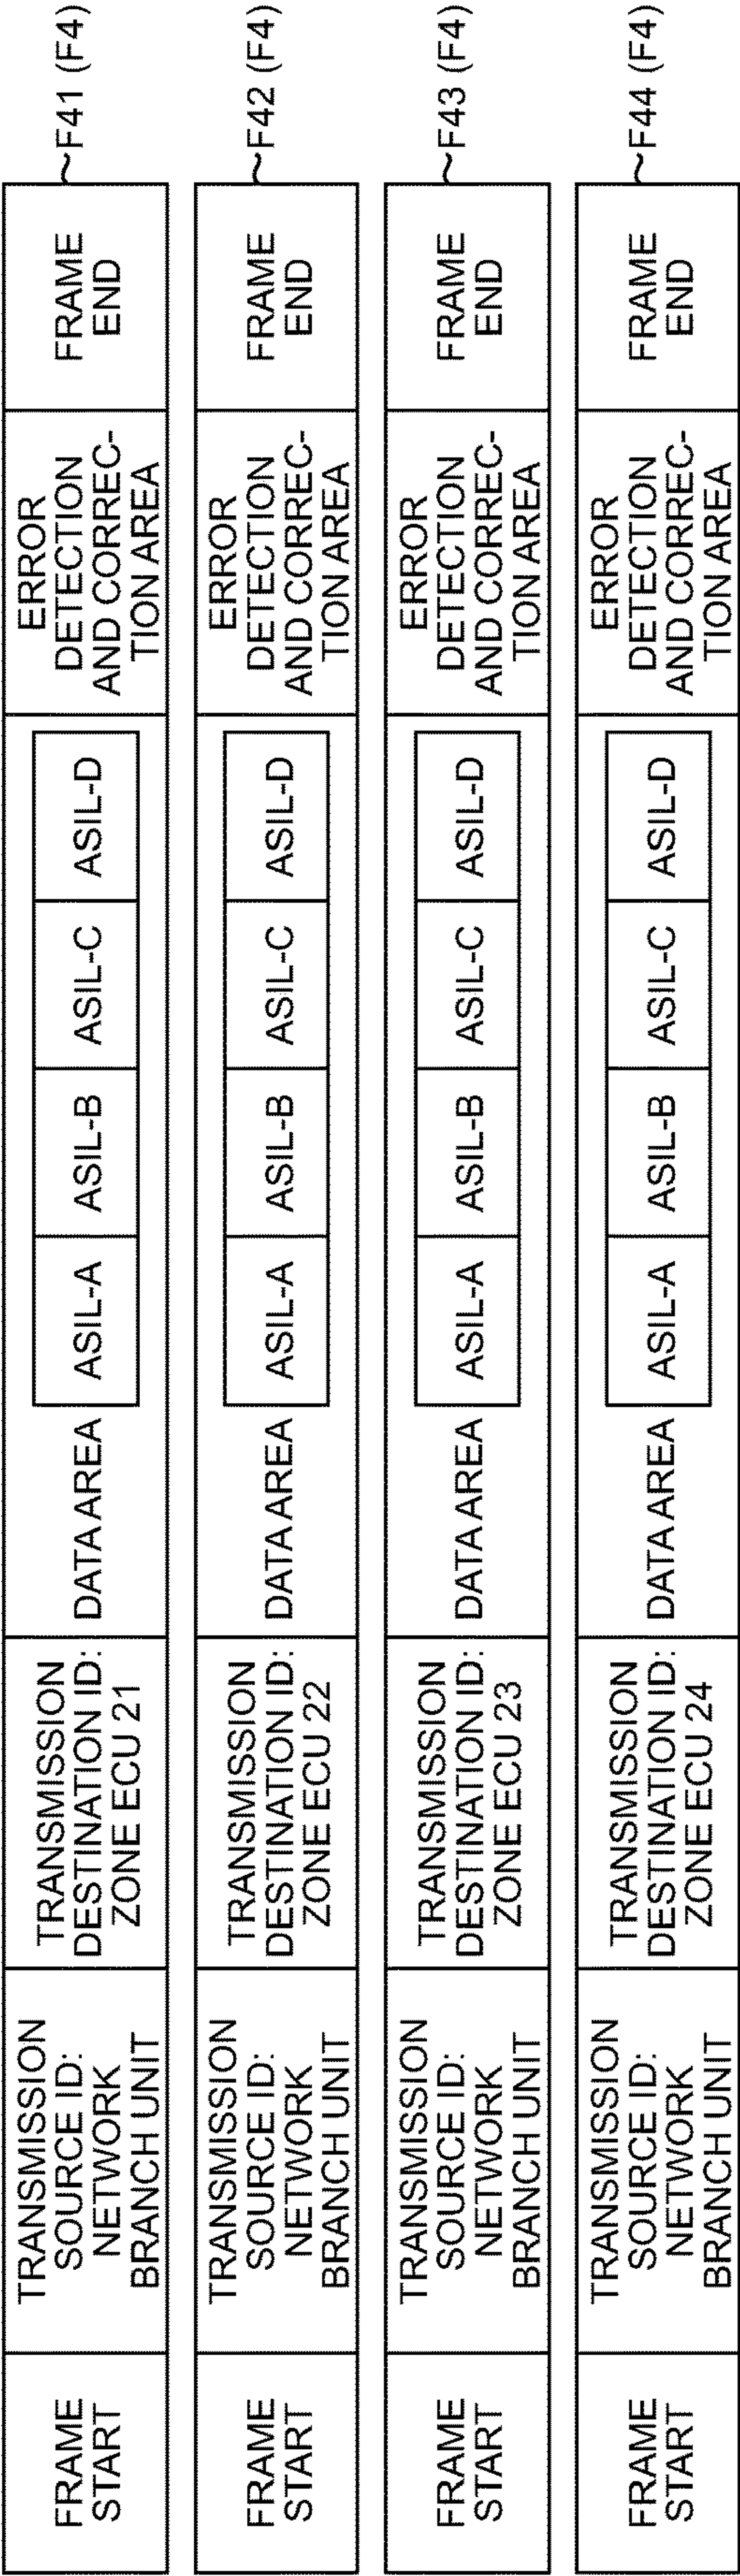 FRAME
START
TRANSMISSION
SOURCE ID:
NETWORK
BRANCH UNIT
TRANSMISSION
DESTINATION ID:
ZONE ECU 21
DATA AREA
ASIL-A
ASIL-B
ASIL-C
ASIL-D
ERROR
DETECTION
AND CORREC-
TION AREA
FRAME
END
F41 (F4)
FRAME
START
TRANSMISSION
SOURCE ID:
NETWORK
BRANCH UNIT
TRANSMISSION
DESTINATION ID:
ZONE ECU 22
DATA AREA
ASIL-A
ASIL-B
ASIL-C
ASIL-D
ERROR
DETECTION
AND CORREC-
TION AREA
FRAME
END
F42 (F4)
FRAME
START
TRANSMISSION
SOURCE ID:
NETWORK
BRANCH UNIT
TRANSMISSION
DESTINATION ID:
ZONE ECU 23
DATA AREA
ASIL-A
ASIL-B
ASIL-C
ASIL-D
ERROR
DETECTION
AND CORREC-
TION AREA
FRAME
END
F43 (F4)
FRAME
START
TRANSMISSION
SOURCE ID:
NETWORK
BRANCH UNIT
TRANSMISSION
DESTINATION ID:
ZONE ECU 24
DATA AREA
ASIL-A
ASIL-B
ASIL-C
ASIL-D
ERROR
DETECTION
AND CORREC-
TION AREA
FRAME
END
F44 (F4)